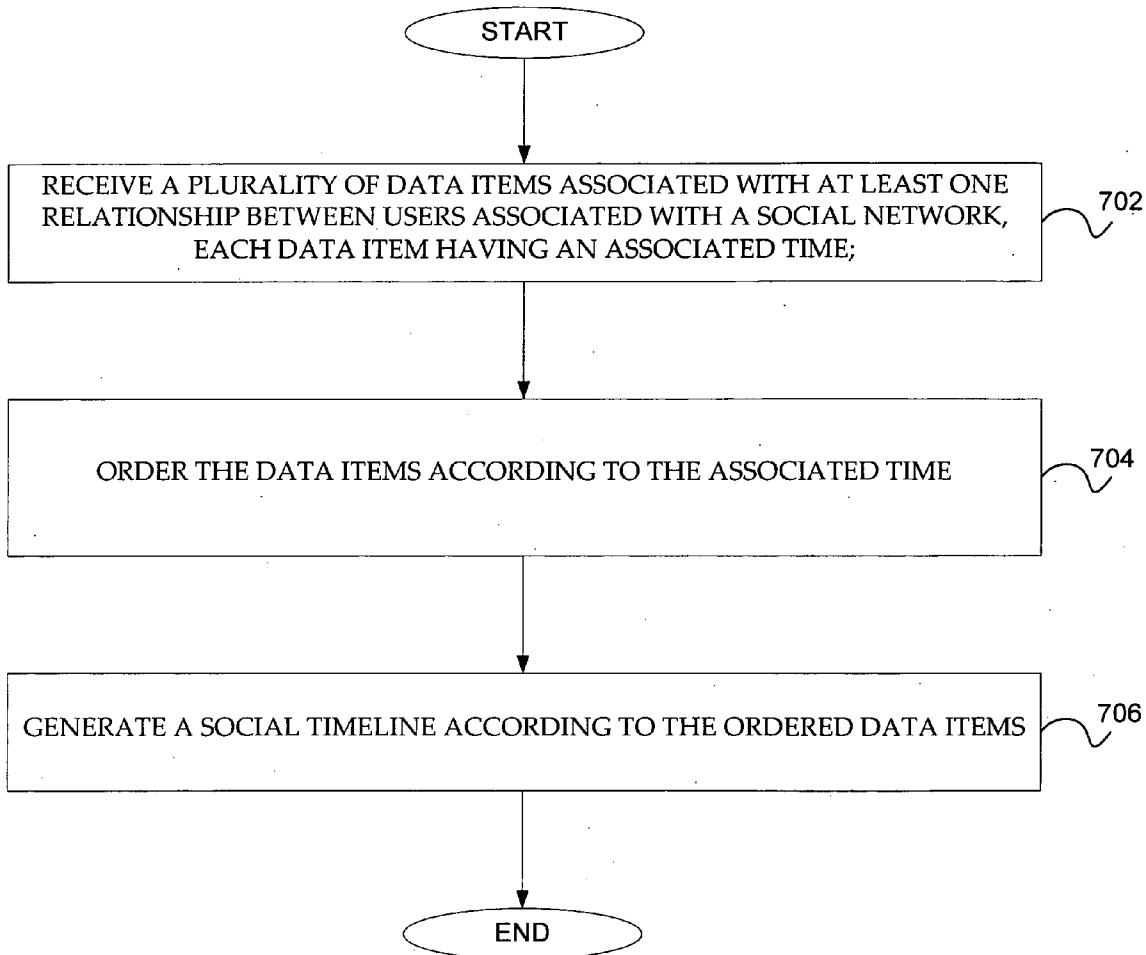 START
RECEIVE A PLURALITY OF DATA ITEMS ASSOCIATED WITH AT LEAST ONE
RELATIONSHIP BETWEEN USERS ASSOCIATED WITH A SOCIAL NETWORK,
EACH DATA ITEM HAVING AN ASSOCIATED TIME;
702
ORDER THE DATA ITEMS ACCORDING TO THE ASSOCIATED TIME
704
GENERATE A SOCIAL TIMELINE ACCORDING TO THE ORDERED DATA ITEMS
706
END